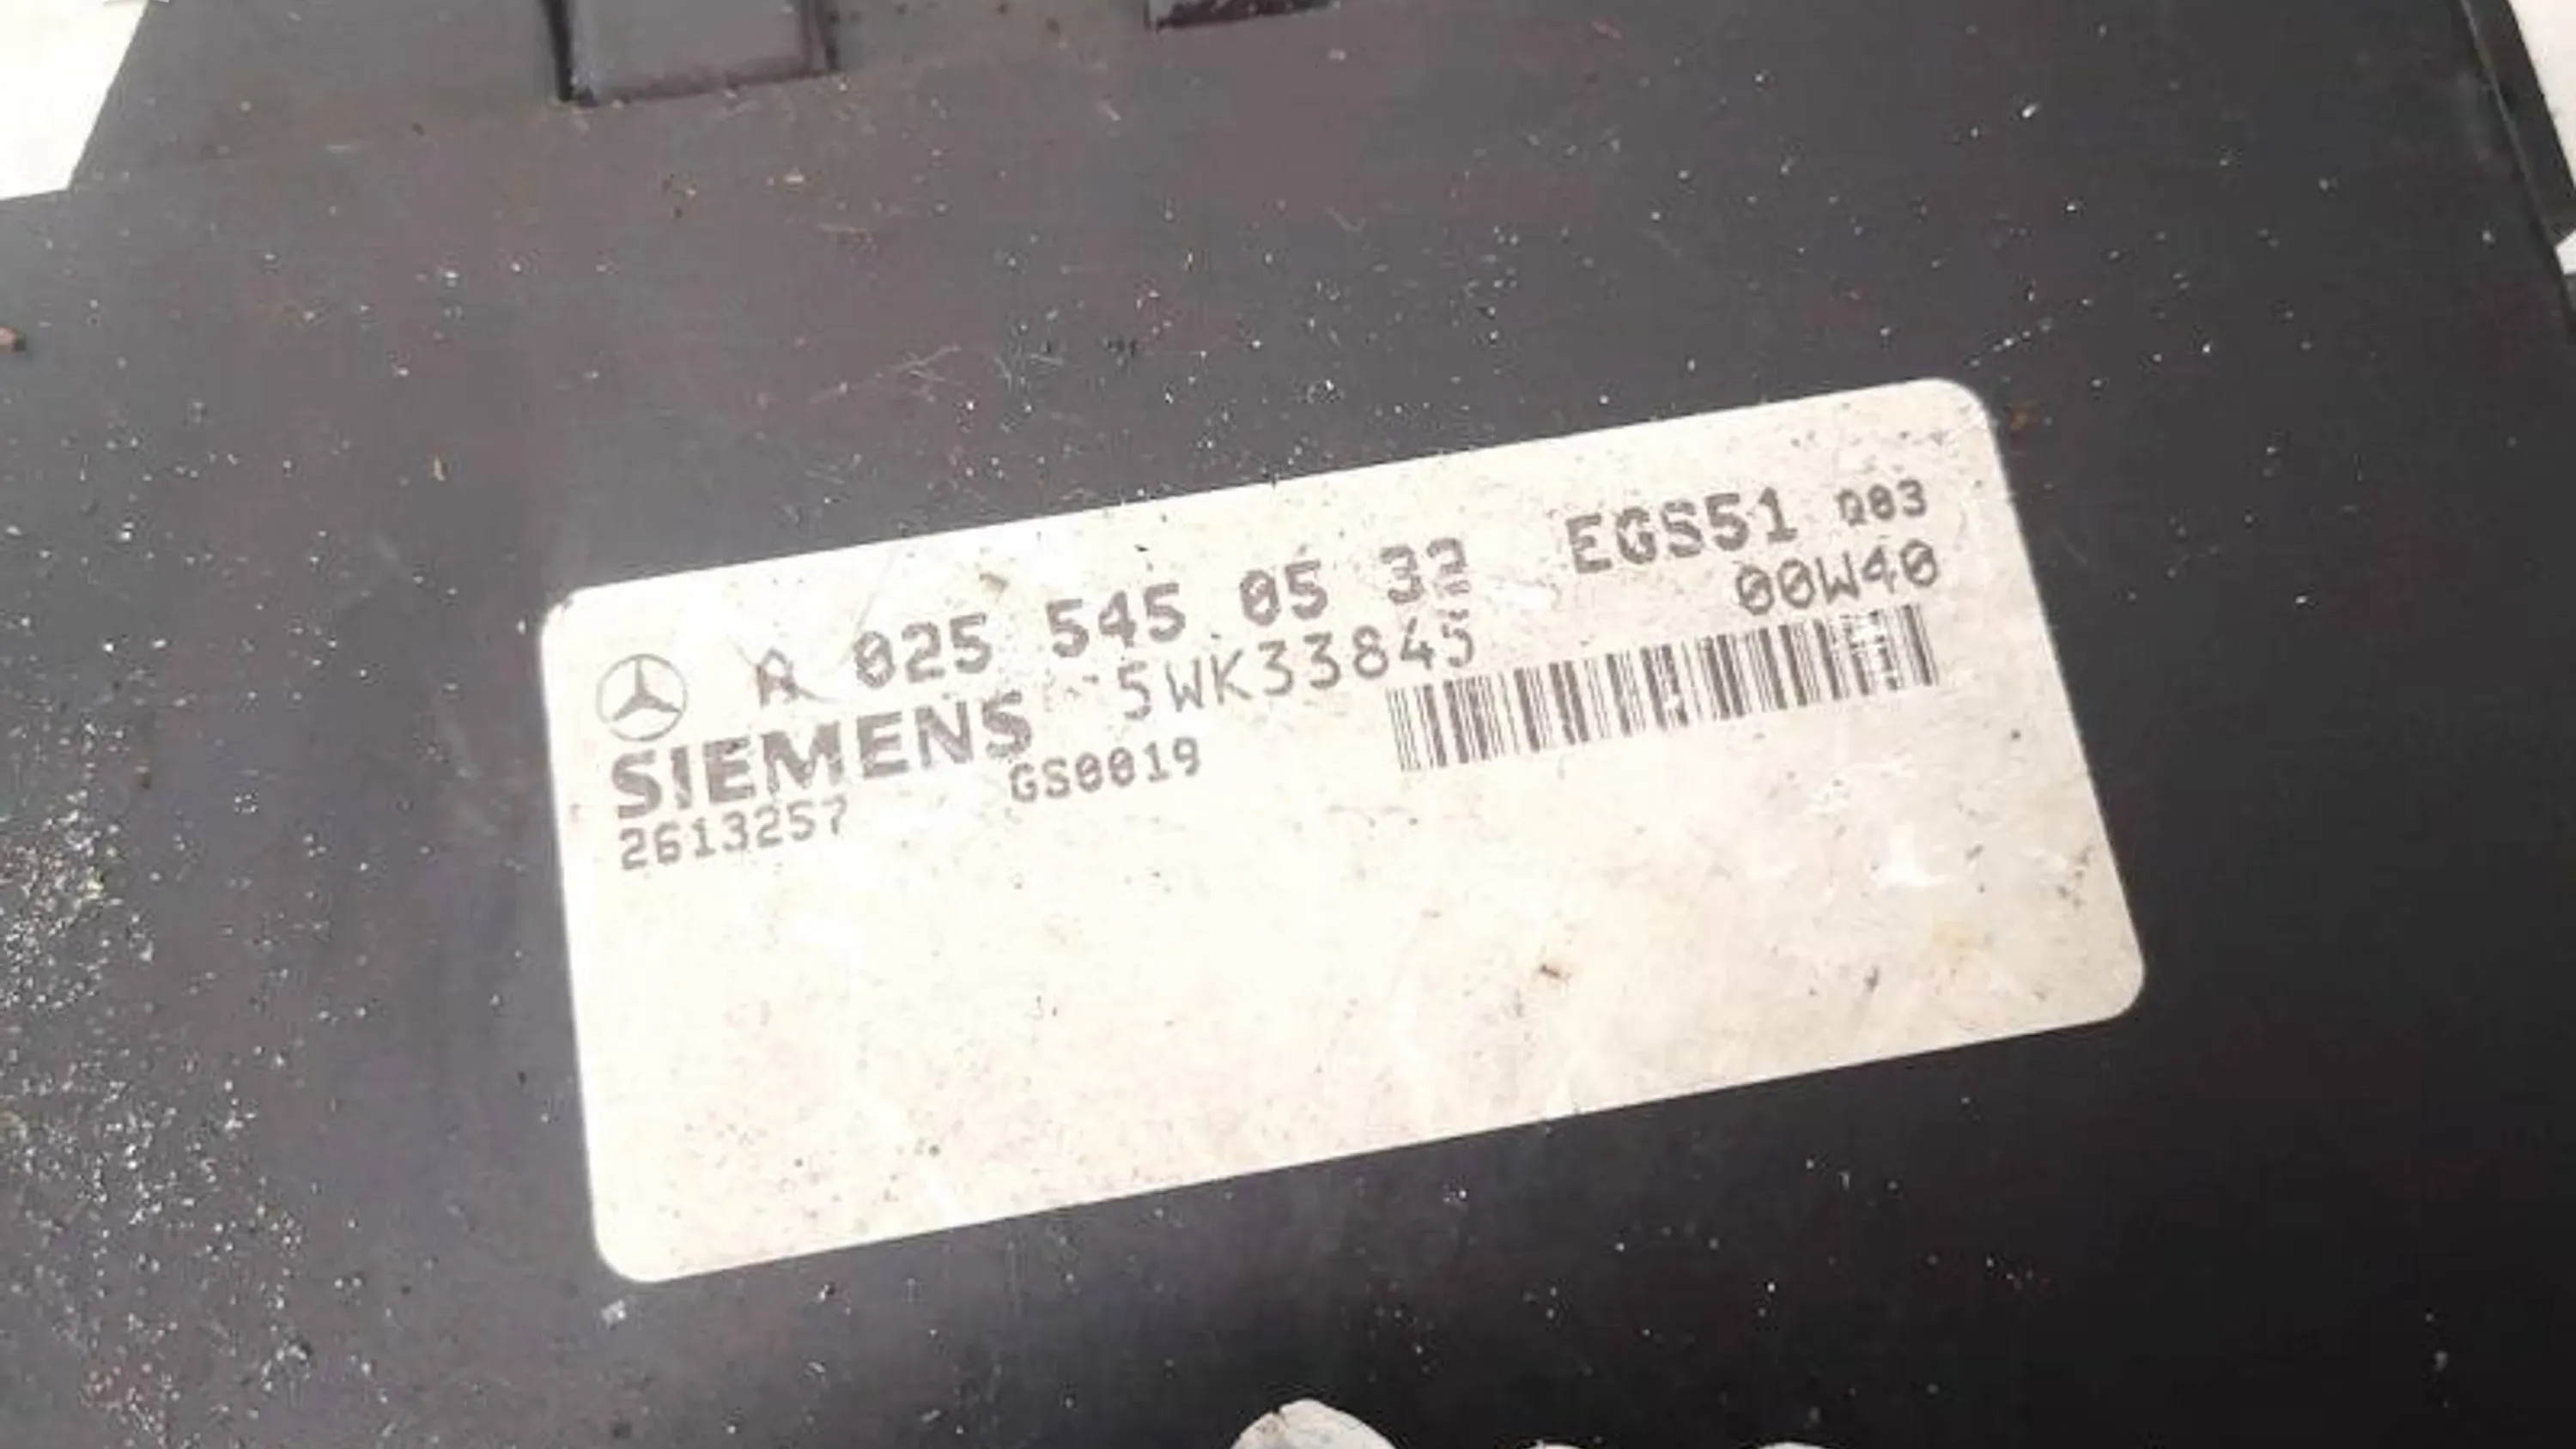 A 025 545 05 32 EGS51 Q03
SIEMENS 5WK33845 00W40
2613257 GS0019